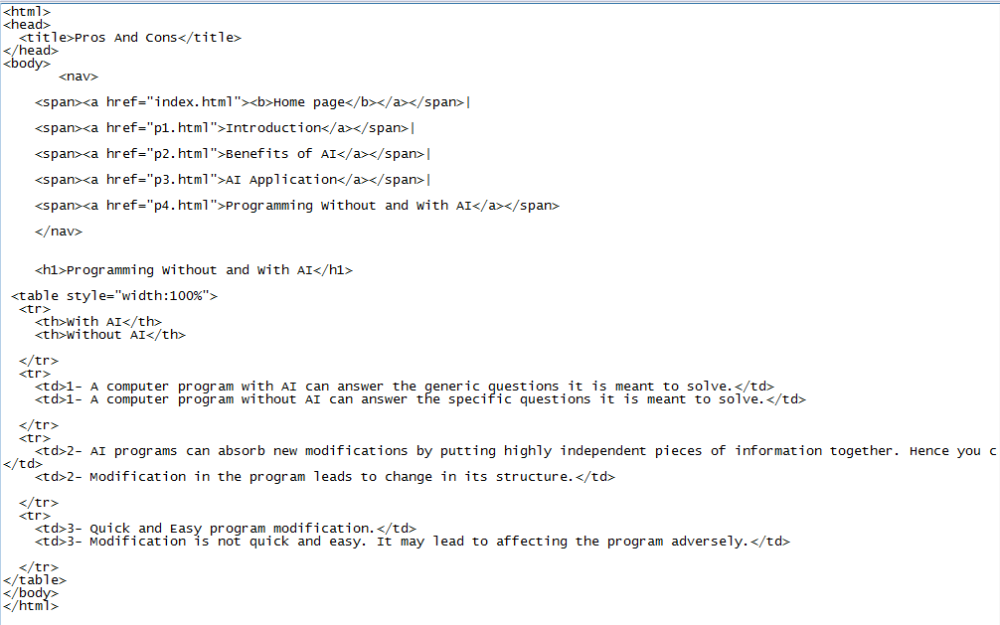 <html>
<head>
  <title>Pros And Cons</title>
</head>
<body>
       <nav>
    <span><a href="index.html"><b>Home page</b></a></span>|
    <span><a href="p1.html">Introduction</a></span>|
    <span><a href="p2.html">Benefits of AI</a></span>|
    <span><a href="p3.html">AI Application</a></span>|
    <span><a href="p4.html">Programming Without and With AI</a></span>
    </nav>
    <h1>Programming Without and With AI</h1>
 <table style="width:100%">
  <tr>
    <th>With AI</th>
    <th>Without AI</th>
  </tr>
  <tr>
    <td>1- A computer program with AI can answer the generic questions it is meant to solve.</td>
    <td>1- A computer program without AI can answer the specific questions it is meant to solve.</td>
  </tr>
  <tr>
    <td>2- AI programs can absorb new modifications by putting highly independent pieces of information together. Hence you c
</td>
    <td>2- Modification in the program leads to change in its structure.</td>
  </tr>
  <tr>
    <td>3- Quick and Easy program modification.</td>
    <td>3- Modification is not quick and easy. It may lead to affecting the program adversely.</td>
  </tr>
</table>
</body>
</html>